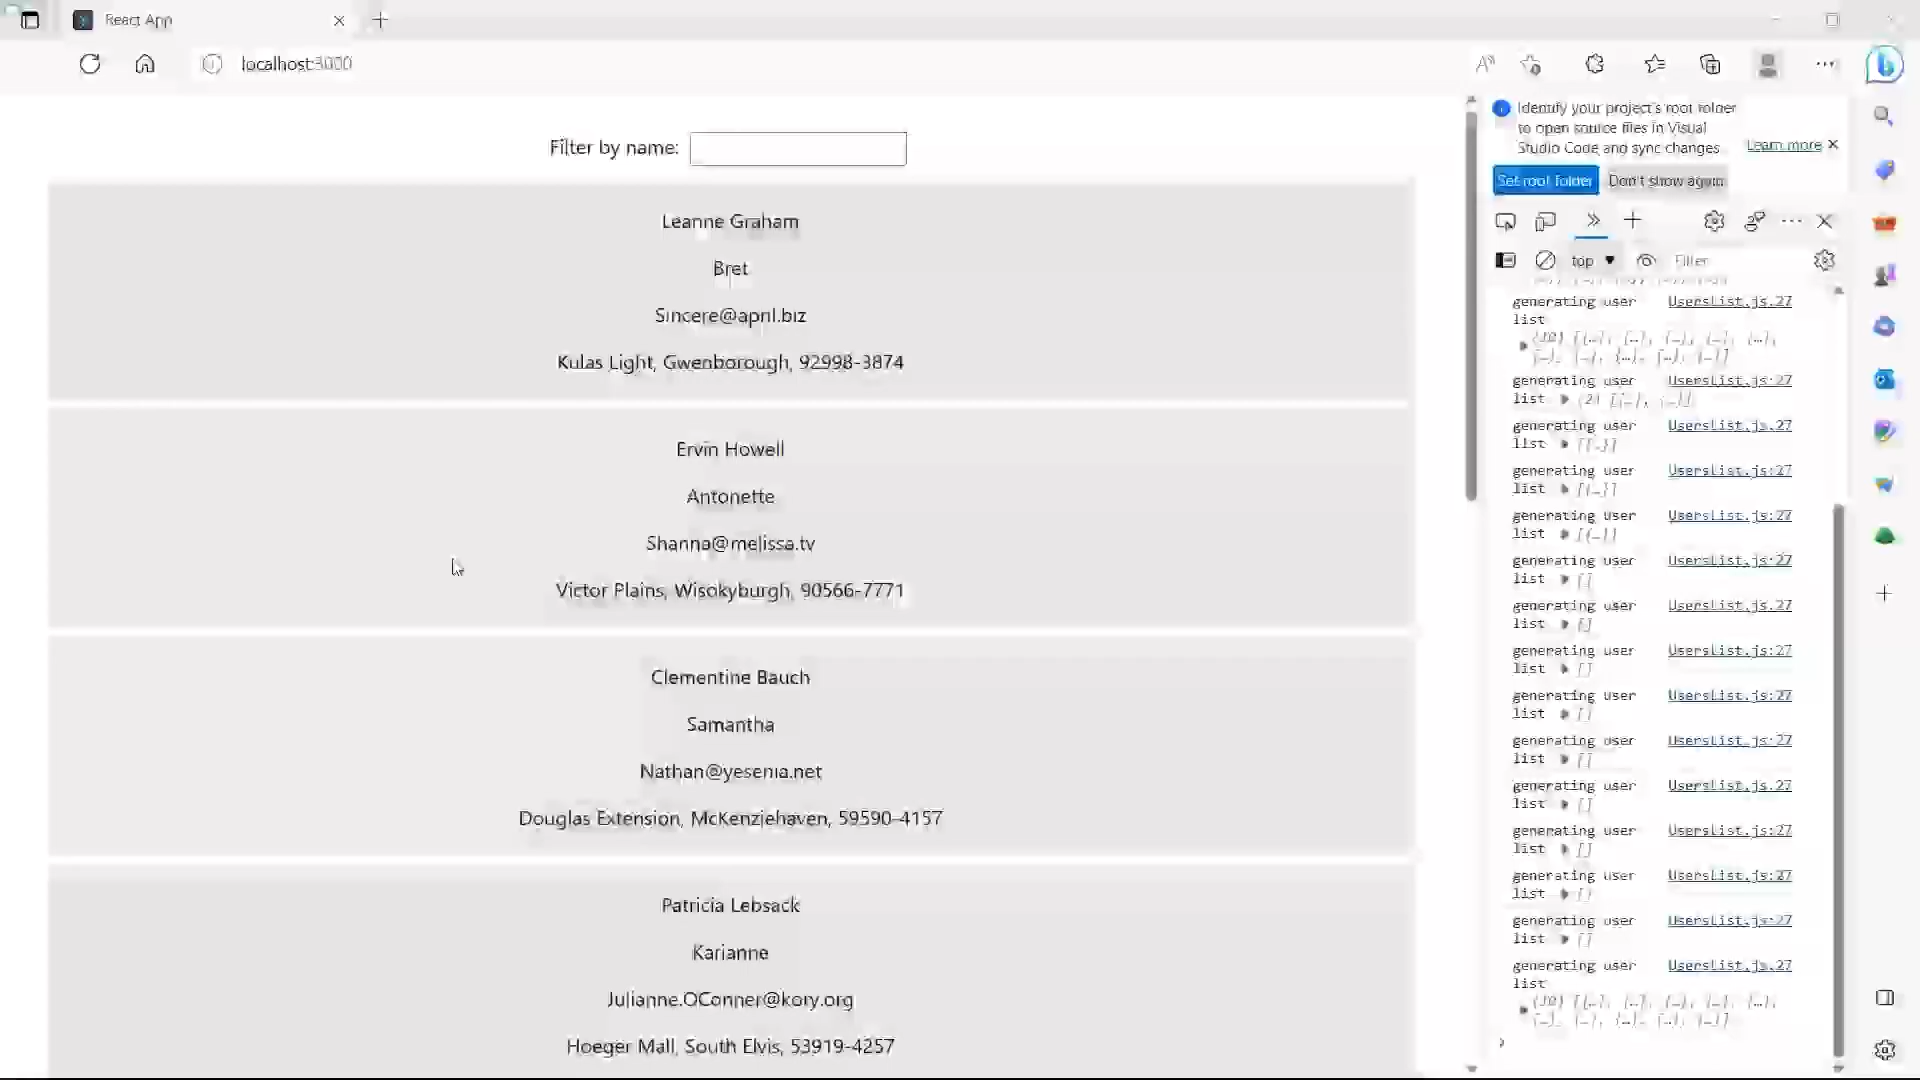 React App
localhost:3000
Filter by name:
Leanne Graham
Bret
Sincere@april.biz
Kulas Light, Gwenborough, 92998-3874
Ervin Howell
Antonette
Shanna@melissa.tv
Victor Plains, Wisokyburgh, 90566-7771
Clementine Bauch
Samantha
Nathan@yesenia.net
Douglas Extension, McKenziehaven, 59590-4157
Patricia Lebsack
Karianne
Julianne.OConner@kory.org
Hoeger Mall, South Elvis, 53919-4257
Identify your project's root folder
to open source files in Visual
Studio Code and sync changes.
Learn more
Set root folder
Don't show again
top
Filter
generating user UsersList.js:27
list
(10) [{…}, {…}, {…}, {…}, {…},
{…}, {…}, {…}, {…}, {…}]
generating user UsersList.js:27
list (2) [{…}, {…}]
generating user UsersList.js:27
list [{…}]
generating user UsersList.js:27
list [{…}]
generating user UsersList.js:27
list [{…}]
generating user UsersList.js:27
list []
generating user UsersList.js:27
list []
generating user UsersList.js:27
list []
generating user UsersList.js:27
list []
generating user UsersList.js:27
list []
generating user UsersList.js:27
list []
generating user UsersList.js:27
list []
generating user UsersList.js:27
list []
generating user UsersList.js:27
list []
generating user UsersList.js:27
list
(10) [{…}, {…}, {…}, {…}, {…},
{…}, {…}, {…}, {…}, {…}]